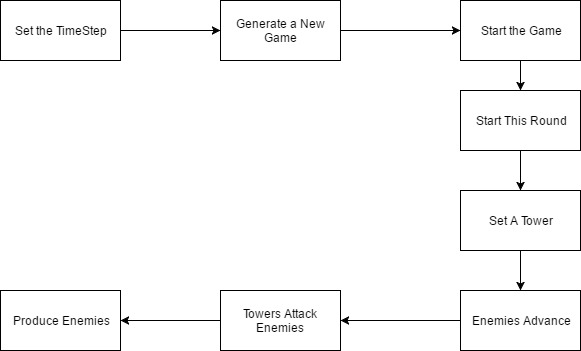 Set the TimeStep
Generate a New
Game
Start the Game
Start This Round
Set A Tower
Enemies Advance
Towers Attack
Enemies
Produce Enemies